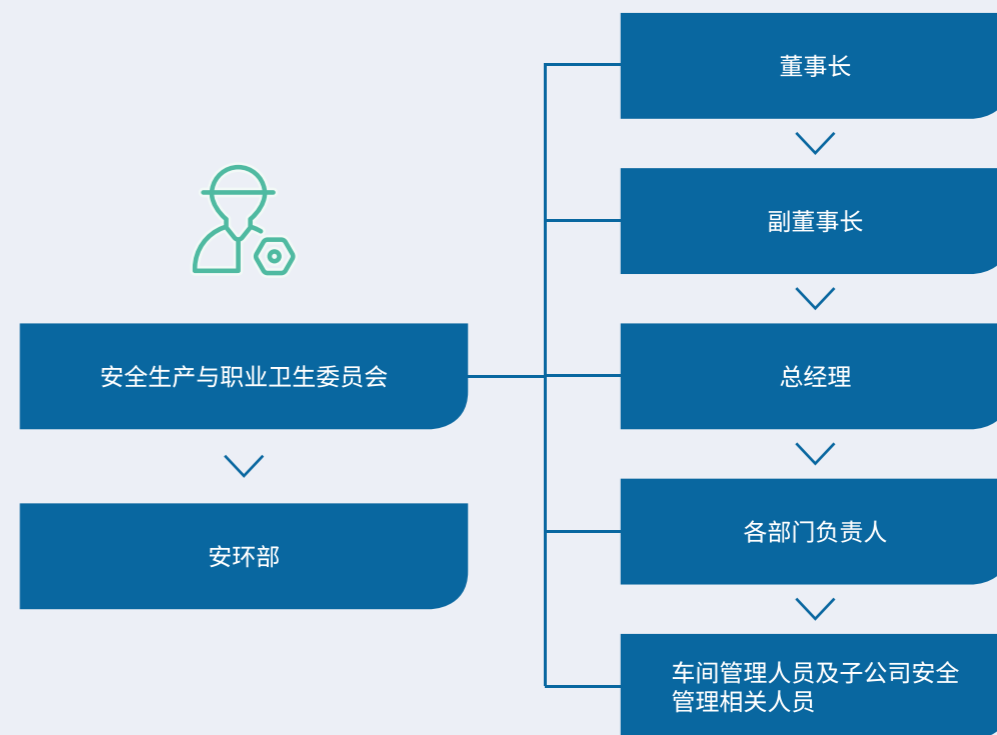 董事长
副董事长
安全生产与职业卫生委员会
总经理
各部门负责人
安环部
车间管理人员及子公司安全
管理相关人员